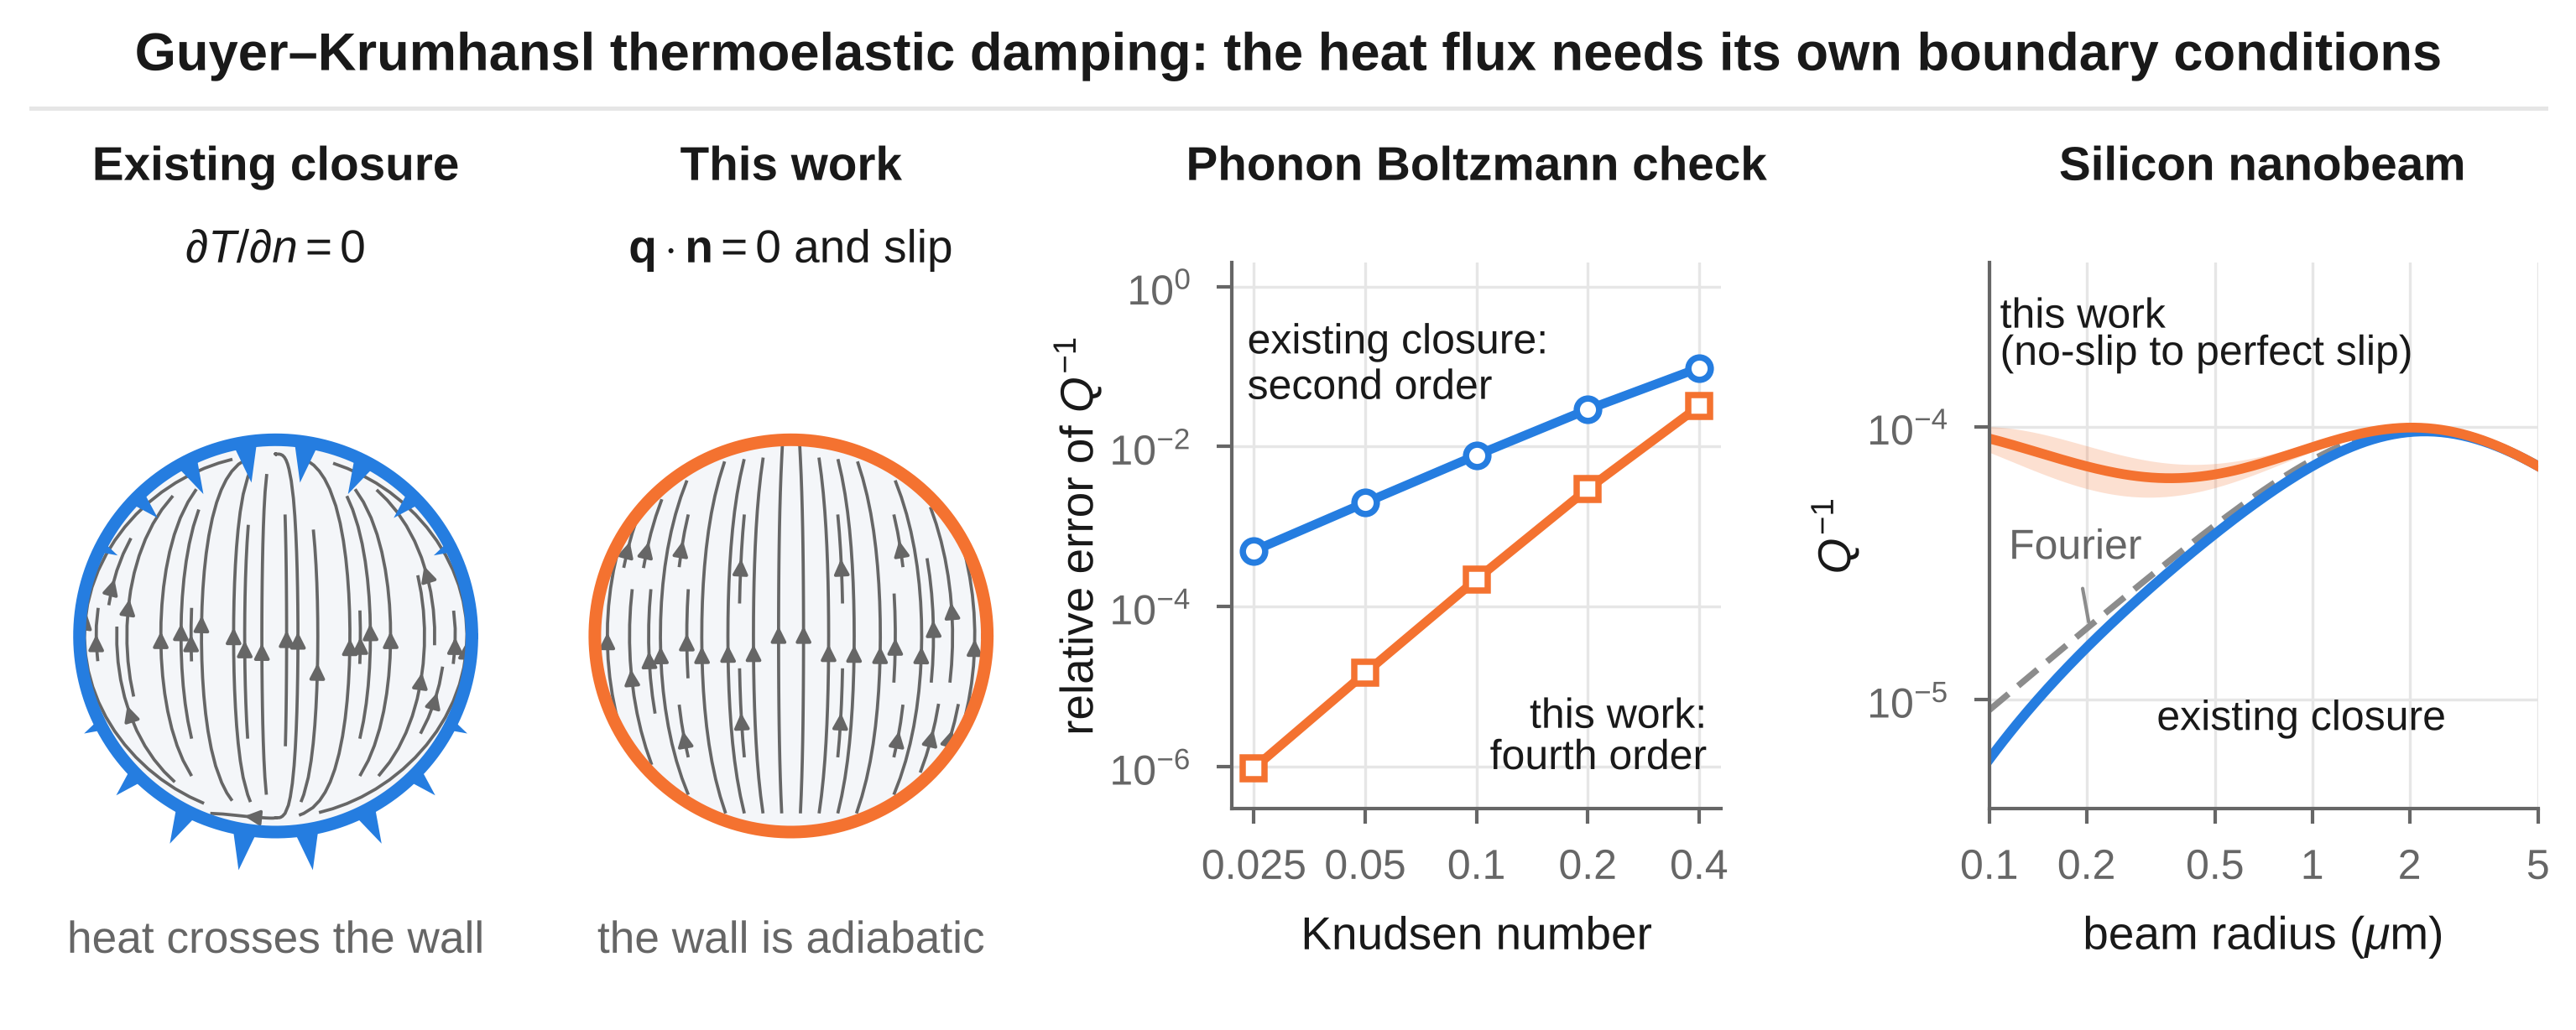 Guyer–Krumhansl thermoelastic damping: the heat flux needs its own boundary conditions
Existing closure
∂T/∂n = 0
heat crosses the wall
This work
q · n = 0 and slip
the wall is adiabatic
Phonon Boltzmann check
relative error of Q⁻¹
10⁰
10⁻²
10⁻⁴
10⁻⁶
existing closure:
second order
this work:
fourth order
0.025 0.05 0.1 0.2 0.4
Knudsen number
Silicon nanobeam
Q⁻¹
10⁻⁴
10⁻⁵
this work
(no-slip to perfect slip)
Fourier
existing closure
0.1 0.2 0.5 1 2 5
beam radius (μm)